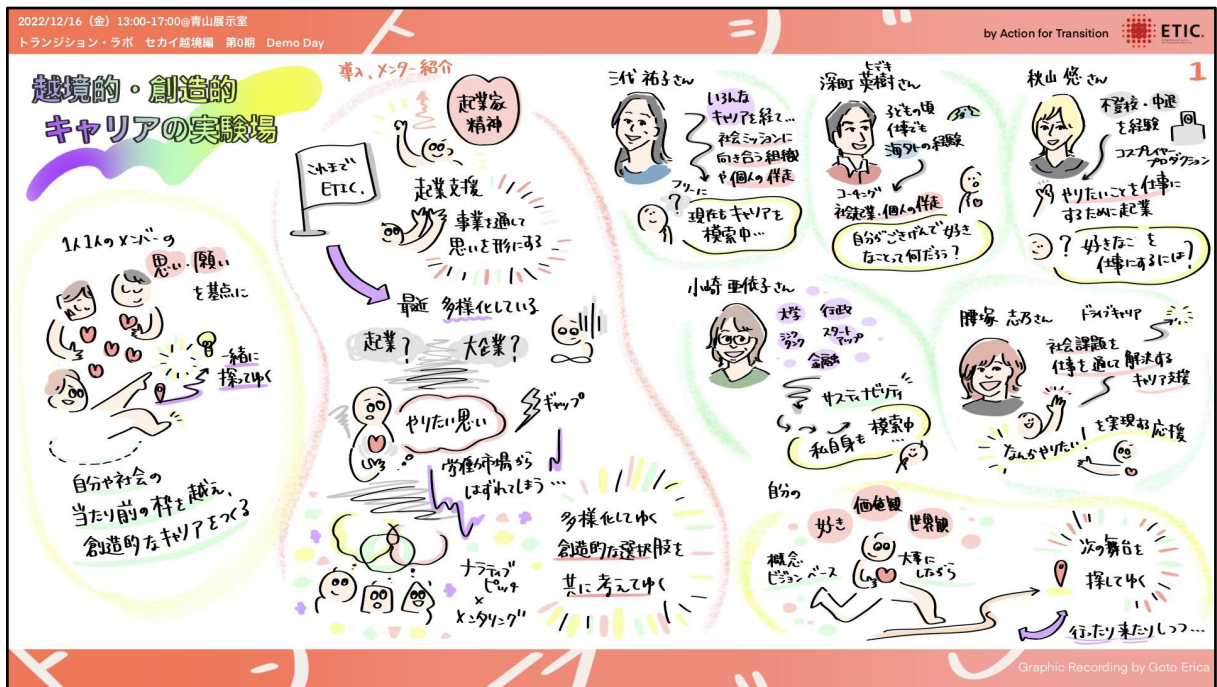 2022/12/16（金）13:00-17:00@青山展示室
トランジション・ラボ　セカイ越境編　第0期　Demo Day
by Action for Transition
ETIC.
1
越境的・創造的
キャリアの実験場
1人1人のメンバーの
思い・願い
を基点に
一緒に
探ってゆく
自分や社会の
当たり前の枠を越え、
創造的なキャリアをつくる
導入、メンター紹介
起業家
精神
これまで
ETIC.
起業支援
事業を通して
思いを形にする
最近 多様化している
起業？
大企業？
やりたい思い
ギャップ
労働市場から
はずれてしまう…
ナラティブ
ピッチ
×
メンタリング
多様化してゆく
創造的な選択肢を
共に考えてゆく
三代 祐子さん
いろんな
キャリアを経て…
社会ミッションに
向き合う組織
や個人の伴走
フリーに
?
現在もキャリアを
模索中…
深町 英樹さん
ひでき
子どもの頃
仕事でも
海外での経験
コーチング
社会起業・個人の伴走
自分がごきげんで好き
なことって何だろう？
秋山 悠さん
不登校・中退
を経験
コスプレイヤー
プロダクション
やりたいことを仕事に
するために起業
? 好きなことを
仕事にするには？
小崎 亜依子さん
大学
行政
シンク
タンク
スタート
アップ
金融
サスティナビリティ
模索中
私自身も…
腰塚 志乃さん
ドライブキャリア
社会課題を
仕事を通して解決する
キャリア支援
なんかやりたい！
を実現する応援
自分の
好き
価値観
世界観
概念
ビジョンベース
大事に
しながら
次の舞台を
探してゆく
行ったり来たりしつつ…
Graphic Recording by Goto Erica